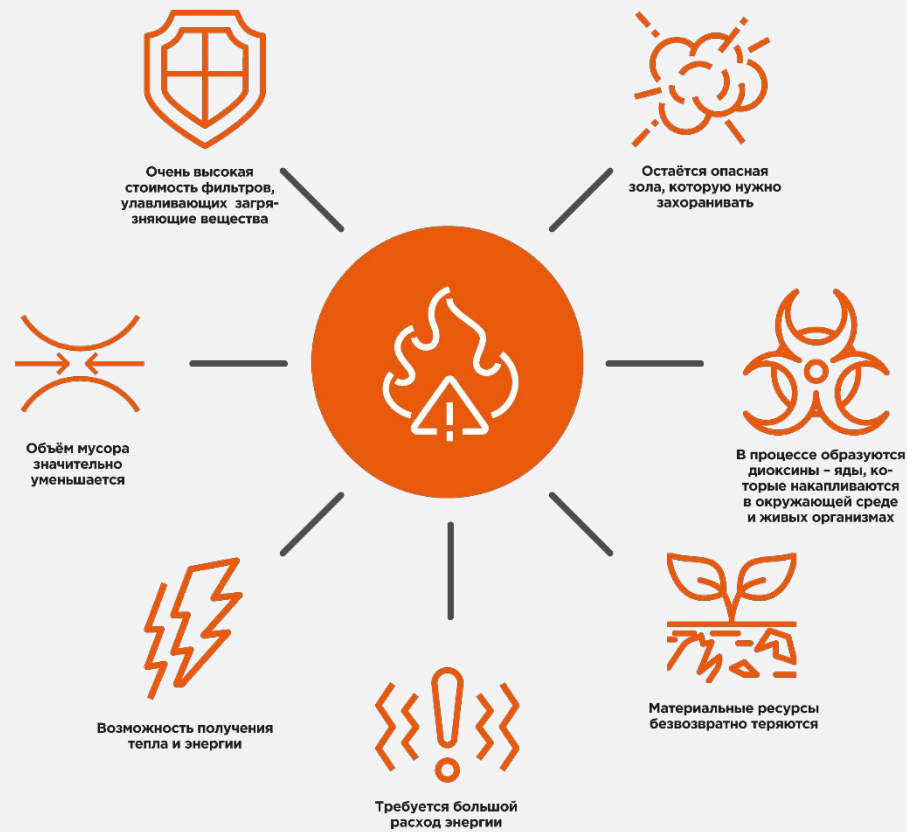 Очень высокая
стоимость фильтров,
улавливающих загря-
зняющие вещества
Остаётся опасная
зола, которую нужно
захоранивать
Объём мусора
значительно
уменьшается
В процессе образуются
диоксины – яды, ко-
торые накапливаются
в окружающей среде
и живых организмах
Возможность получения
тепла и энергии
Материальные ресурсы
безвозвратно теряются
Требуется большой
расход энергии